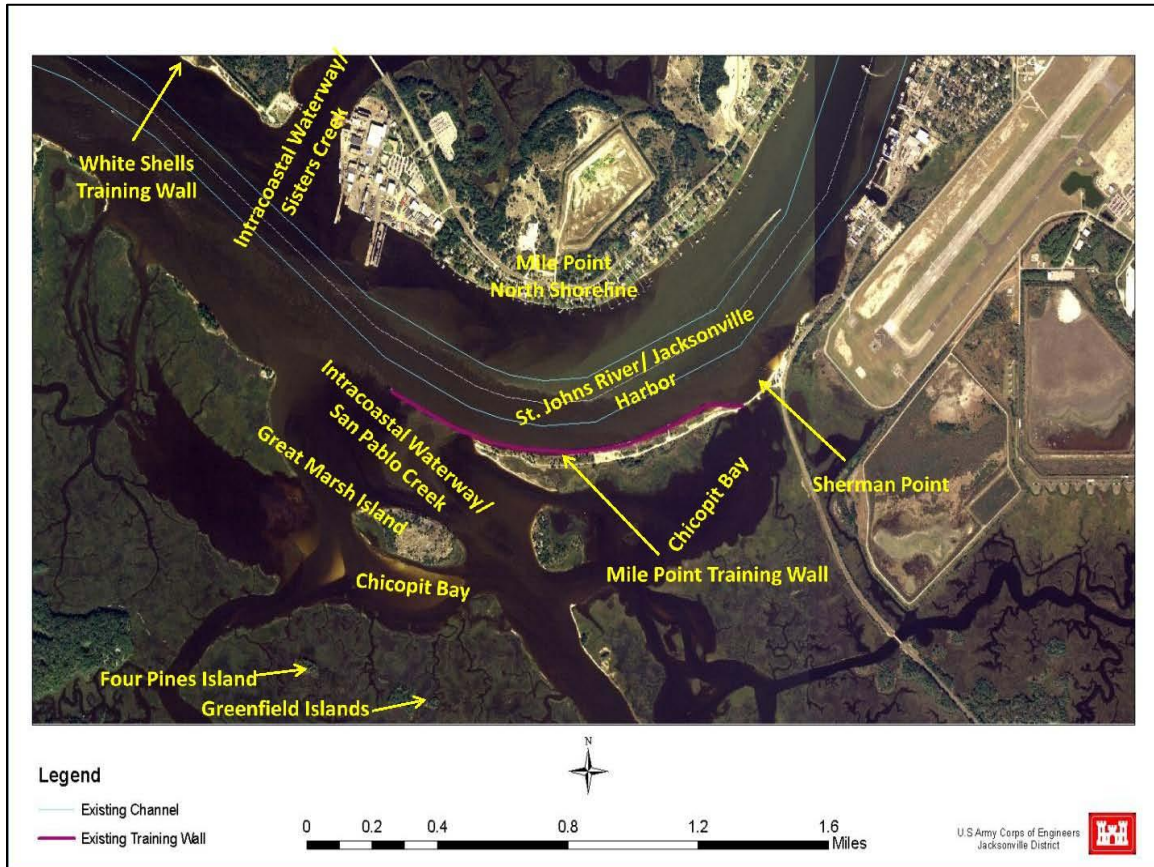 White Shells
Training Wall
Intracoastal Waterway/
Sisters Creek
Mile Point
North Shoreline
St. Johns River/ Jacksonville
Harbor
Intracoastal Waterway/
San Pablo Creek
Great Marsh Island
Sherman Point
Chicopit Bay
Mile Point Training Wall
Chicopit Bay
Four Pines Island
Greenfield Islands
N
Legend
Existing Channel
Existing Training Wall
0 0.2 0.4 0.8 1.2 1.6
Miles
U.S Army Corps of Engineers
Jacksonville District